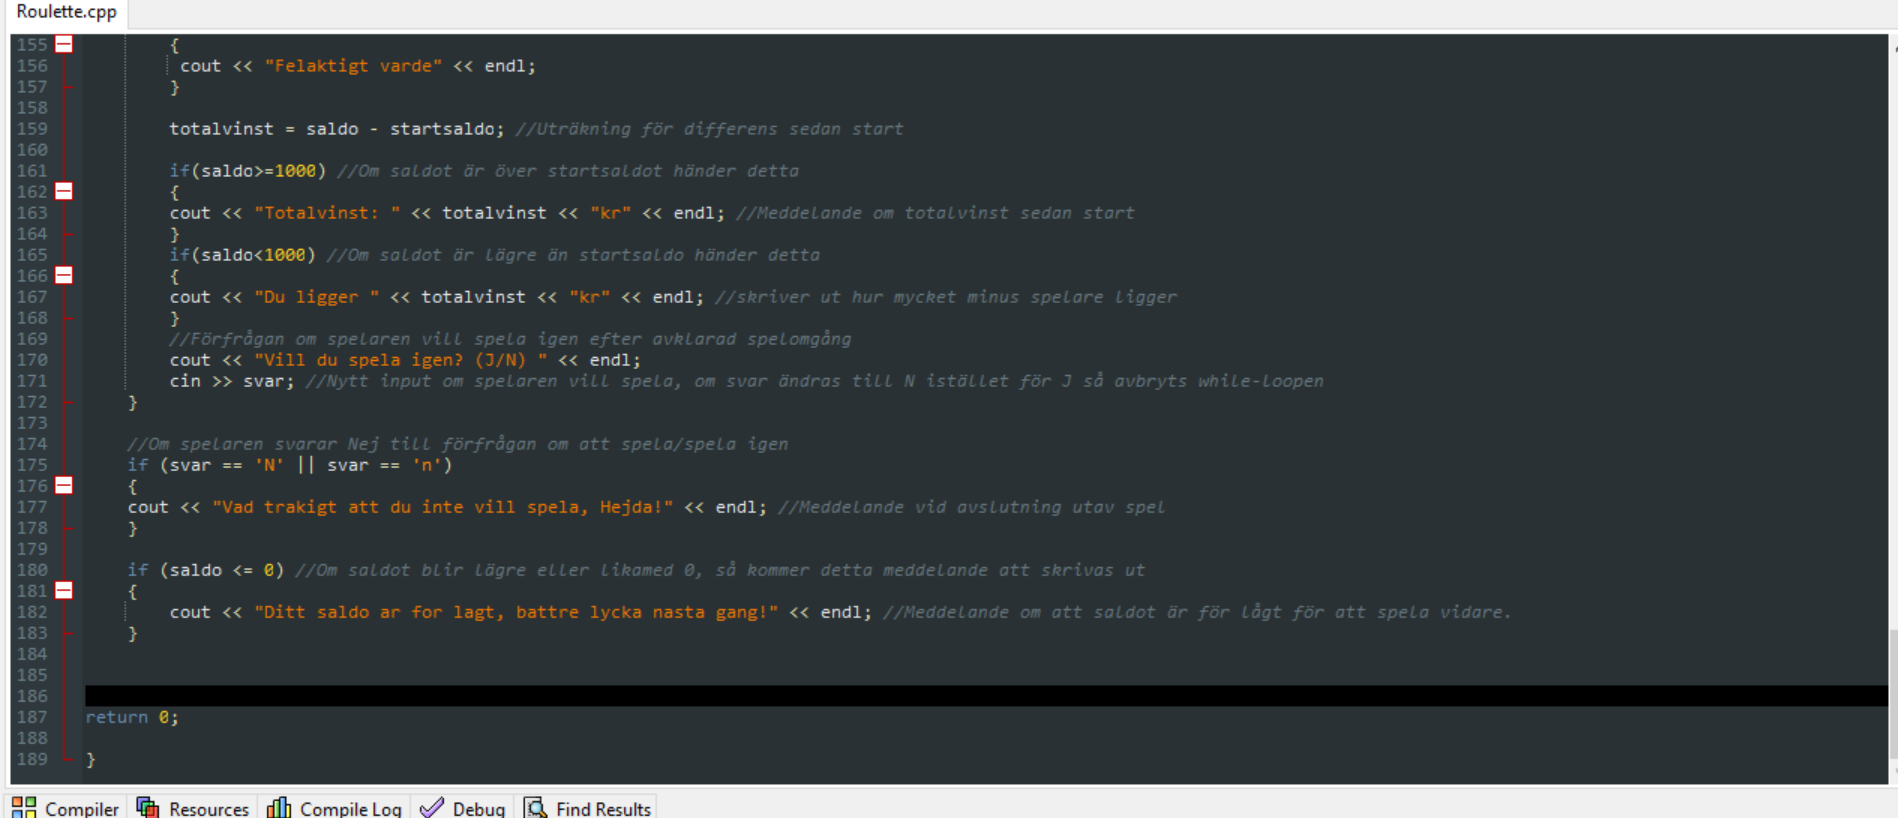 Roulette.cpp
155 {
156 cout << "Felaktigt varde" << endl;
157 }
158
159 totalvinst = saldo - startsaldo; //Uträkning för differens sedan start
160
161 if(saldo>=1000) //Om saldot är över startsaldot händer detta
162 {
163 cout << "Totalvinst: " << totalvinst << "kr" << endl; //Meddelande om totalvinst sedan start
164 }
165 if(saldo<1000) //Om saldot är lägre än startsaldo händer detta
166 {
167 cout << "Du ligger " << totalvinst << "kr" << endl; //skriver ut hur mycket minus spelare ligger
168 }
169 //Förfrågan om spelaren vill spela igen efter avklarad spelomgång
170 cout << "Vill du spela igen? (J/N) " << endl;
171 cin >> svar; //Nytt input om spelaren vill spela, om svar ändras till N istället för J så avbryts while-loopen
172 }
173
174 //Om spelaren svarar Nej till förfrågan om att spela/spela igen
175 if (svar == 'N' || svar == 'n')
176 {
177 cout << "Vad trakigt att du inte vill spela, Hejda!" << endl; //Meddelande vid avslutning utav spel
178 }
179
180 if (saldo <= 0) //Om saldot blir lägre eller likamed 0, så kommer detta meddelande att skrivas ut
181 {
182 cout << "Ditt saldo ar for lagt, battre lycka nasta gang!" << endl; //Meddelande om att saldot är för lågt för att spela vidare.
183 }
184
185
186
187 return 0;
188
189 }
Compiler Resources Compile Log Debug Find Results